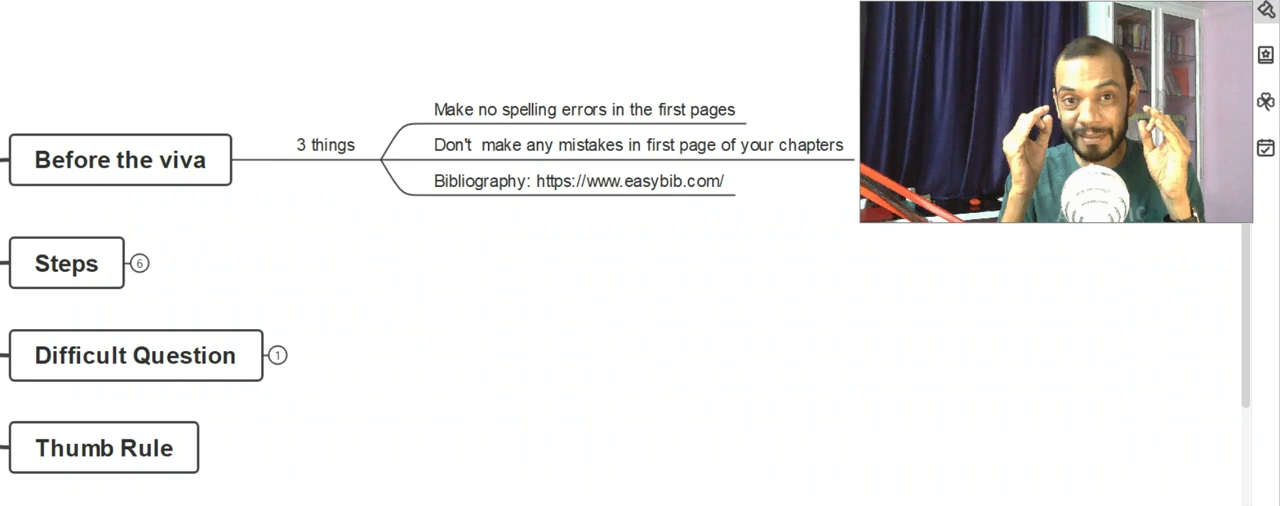 Make no spelling errors in the first pages
Before the viva
3 things
Don't  make any mistakes in first page of your chapters
Bibliography: https://www.easybib.com/
Steps
6
Difficult Question
1
Thumb Rule